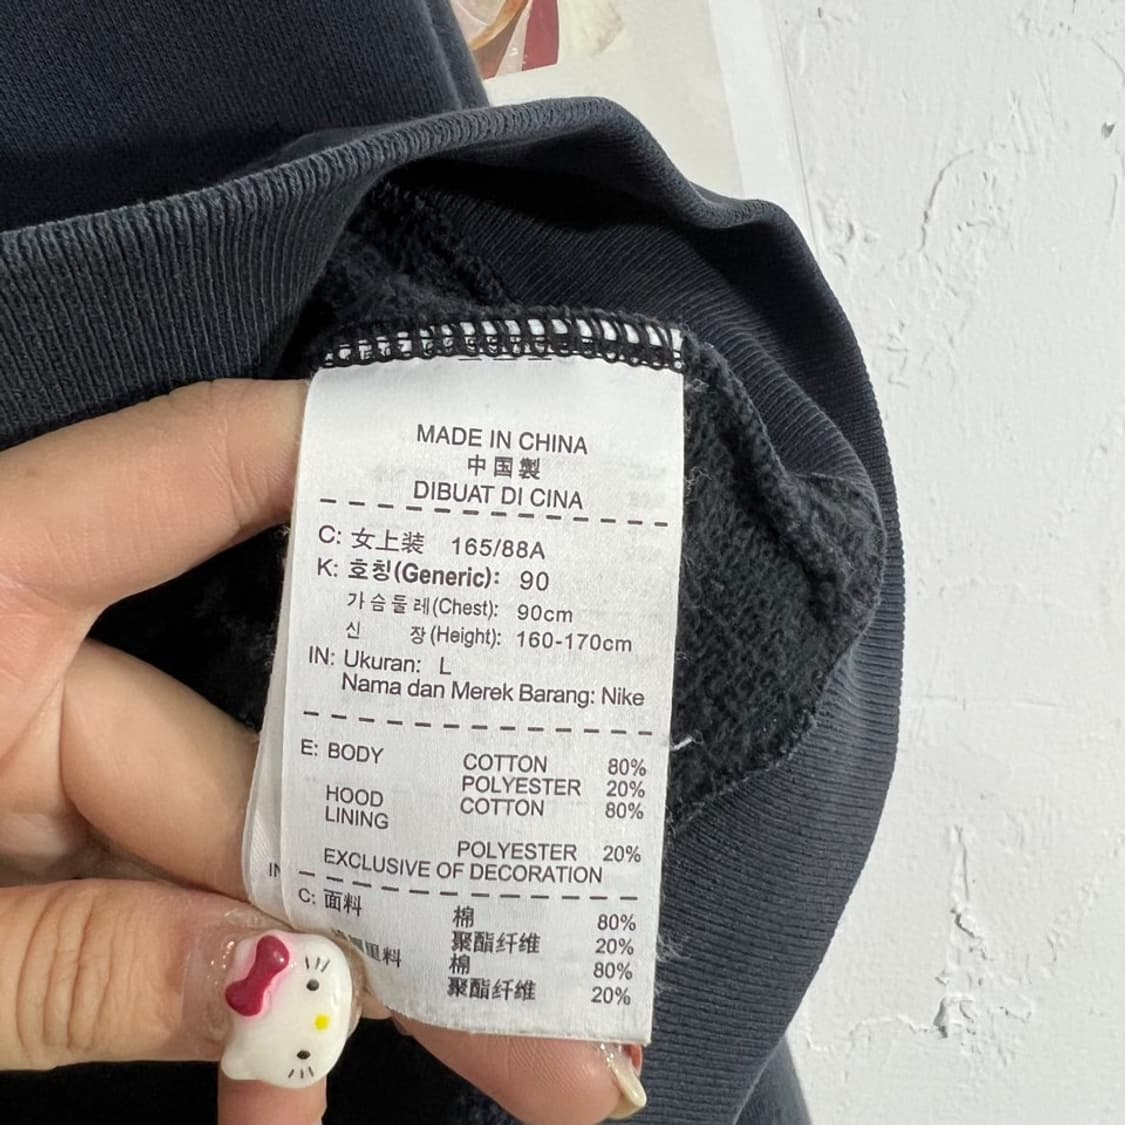 MADE IN CHINA
中国製
DIBUAT DI CINA
C: 女上装 165/88A
K: 호칭(Generic): 90
가슴둘레(Chest): 90cm
신 장(Height): 160-170cm
IN: Ukuran: L
Nama dan Merek Barang: Nike
E: BODY COTTON 80%
POLYESTER 20%
HOOD COTTON 80%
LINING
POLYESTER 20%
EXCLUSIVE OF DECORATION
IN
C: 面料 棉 80%
聚酯纤维 20%
里料 棉 80%
聚酯纤维 20%